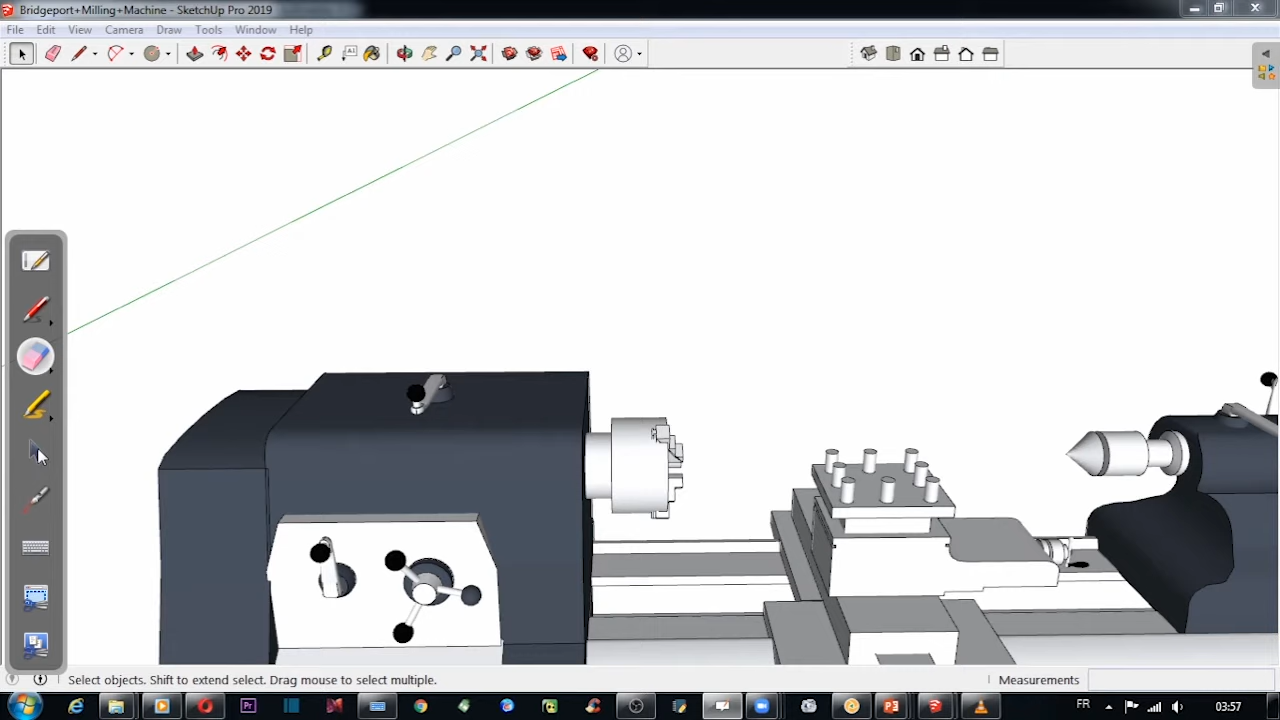 Bridgeport+Milling+Machine - SketchUp Pro 2019
File Edit View Camera Draw Tools Window Help
Select objects. Shift to extend select. Drag mouse to select multiple.
Measurements
FR
03:57